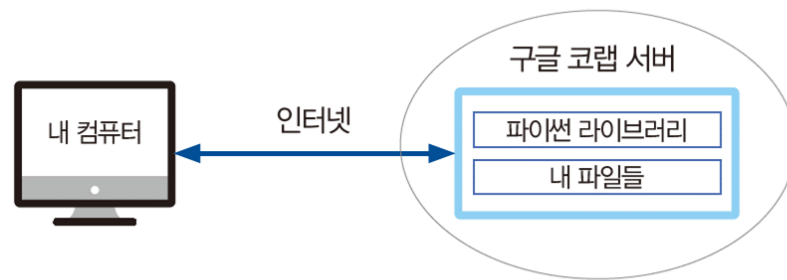 구글 코랩 서버
내 컴퓨터
인터넷
파이썬 라이브러리
내 파일들